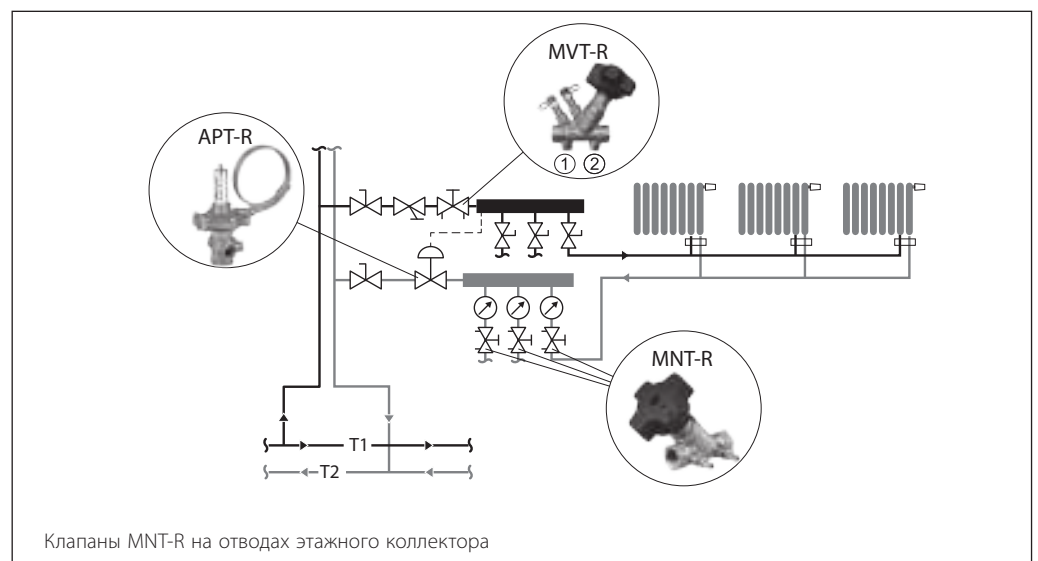 MVT-R
① ②
APT-R
MNT-R
T1
T2
Клапаны MNT-R на отводах этажного коллектора